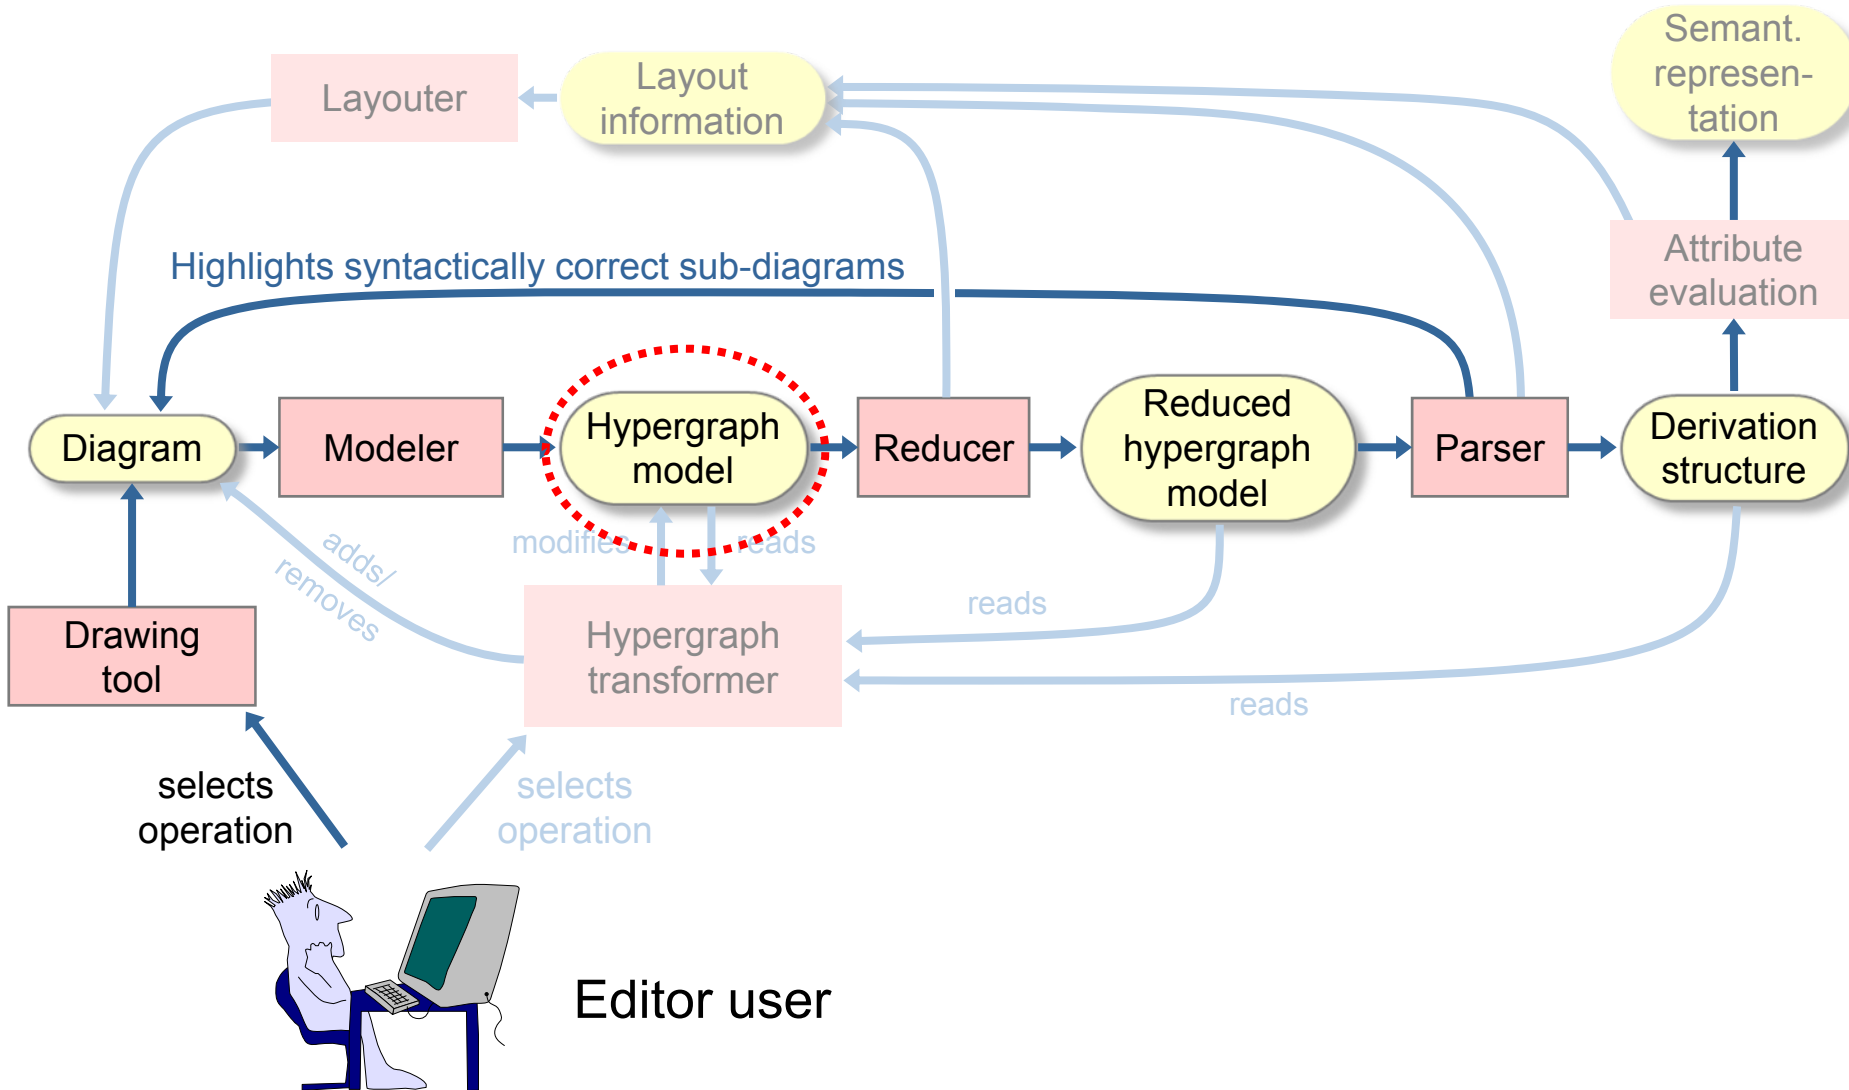 Semant.
represen-
tation
Layouter
Layout
information
Attribute
evaluation
Highlights syntactically correct sub-diagrams
Diagram
Modeler
Hypergraph
model
Reducer
Reduced
hypergraph
model
Parser
Derivation
structure
adds/
removes
modifies
reads
reads
reads
Drawing
tool
Hypergraph
transformer
selects
operation
selects
operation
Editor user